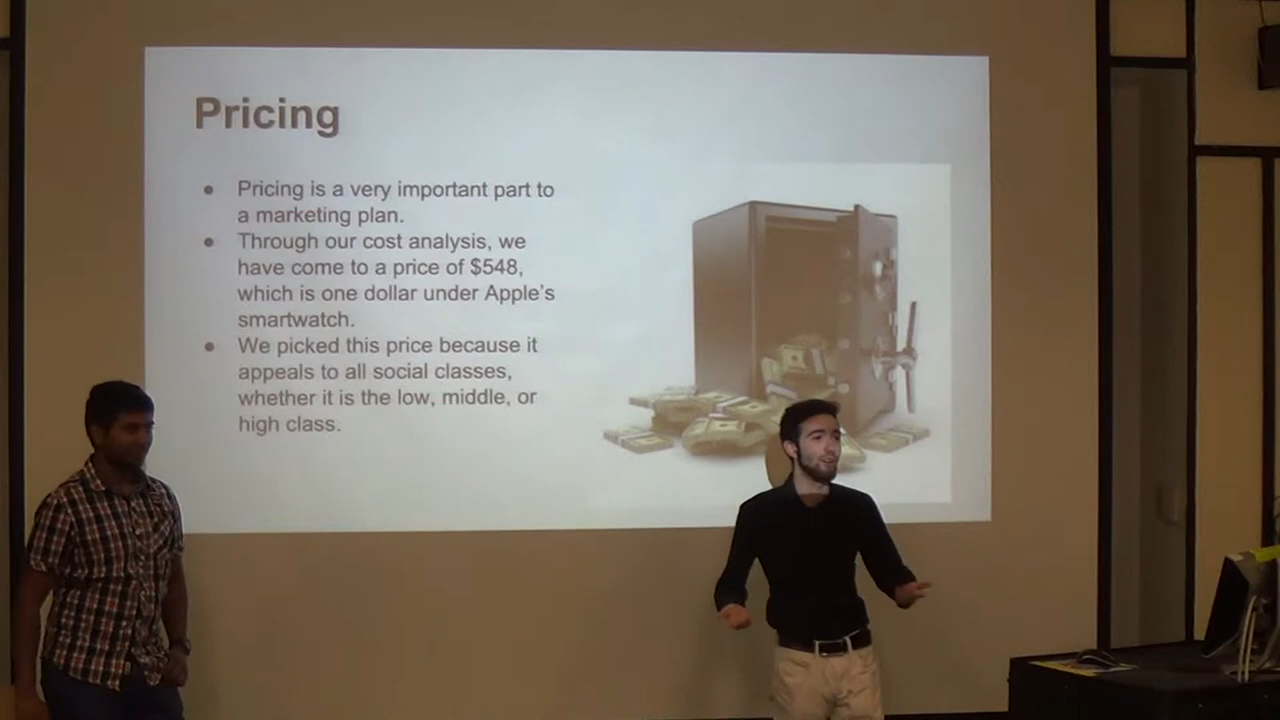 Pricing
● Pricing is a very important part to
a marketing plan.
● Through our cost analysis, we
have come to a price of $548,
which is one dollar under Apple's
smartwatch.
● We picked this price because it
appeals to all social classes,
whether it is the low, middle, or
high class.